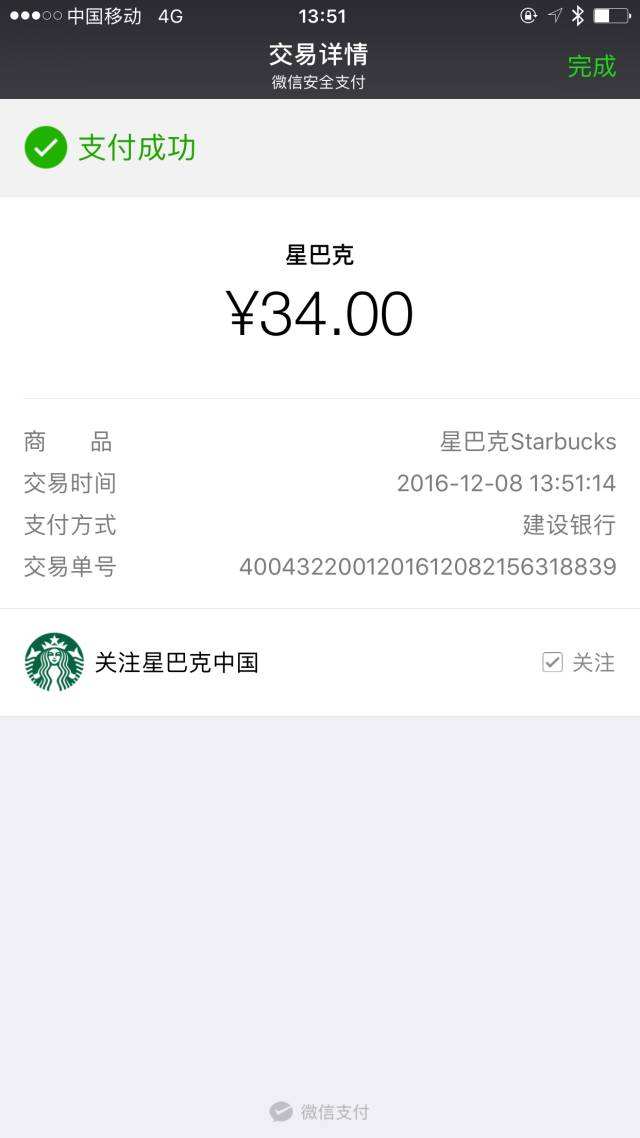 中国移动 4G 13:51
交易详情
微信安全支付
完成
支付成功
星巴克
¥34.00
商 品 星巴克Starbucks
交易时间 2016-12-08 13:51:14
支付方式 建设银行
交易单号 4004322001201612082156318839
关注星巴克中国 关注
微信支付